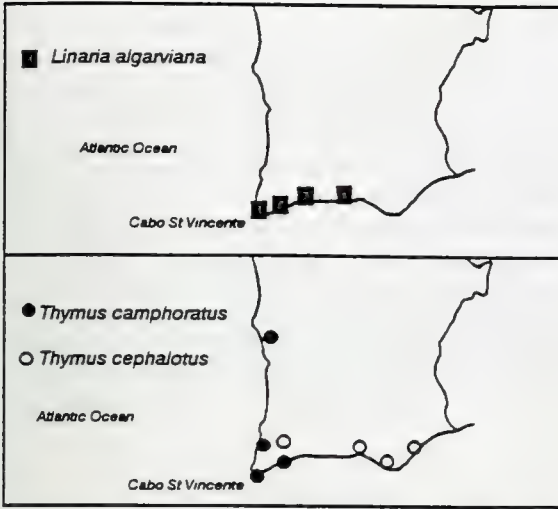 Linaria algarviana
Atlantic Ocean
Cabo St Vincente
Thymus camphoratus
Thymus cephalotus
Atlantic Ocean
Cabo St Vincente